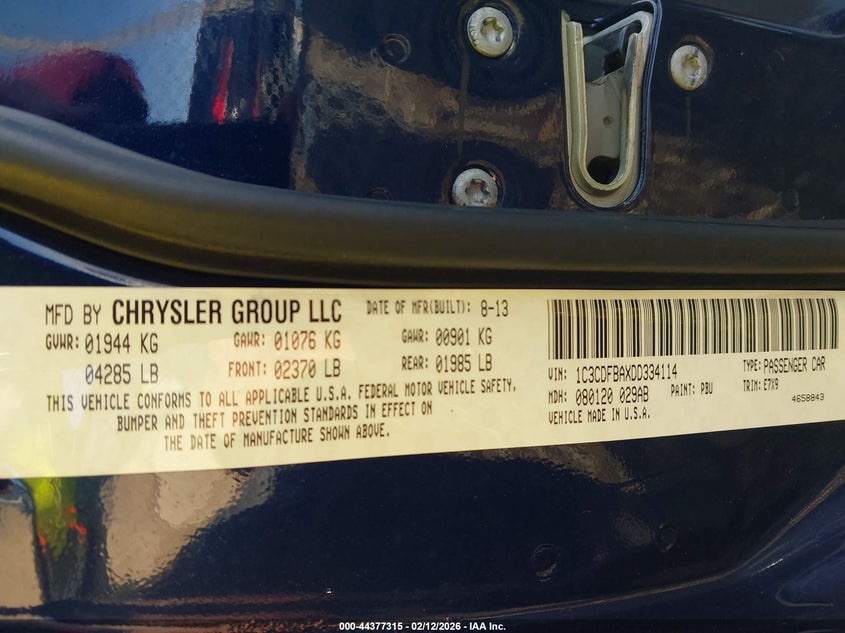 MFD BY CHRYSLER GROUP LLC DATE OF MFR(BUILT): 8-13
GVWR: 01944 KG GAWR: 01076 KG GAWR: 00901 KG
04285 LB FRONT: 02370 LB REAR: 01985 LB
THIS VEHICLE CONFORMS TO ALL APPLICABLE U.S.A. FEDERAL MOTOR VEHICLE SAFETY,
BUMPER AND THEFT PREVENTION STANDARDS IN EFFECT ON
THE DATE OF MANUFACTURE SHOWN ABOVE.
VIN: 1C3CDFBAXDD334114 TYPE: PASSENGER CAR
MDH: 080120 029AB PAINT: PBU TRIM: E7X9
VEHICLE MADE IN U.S.A. 4658843
000-44377315 - 02/12/2026 - IAA Inc.